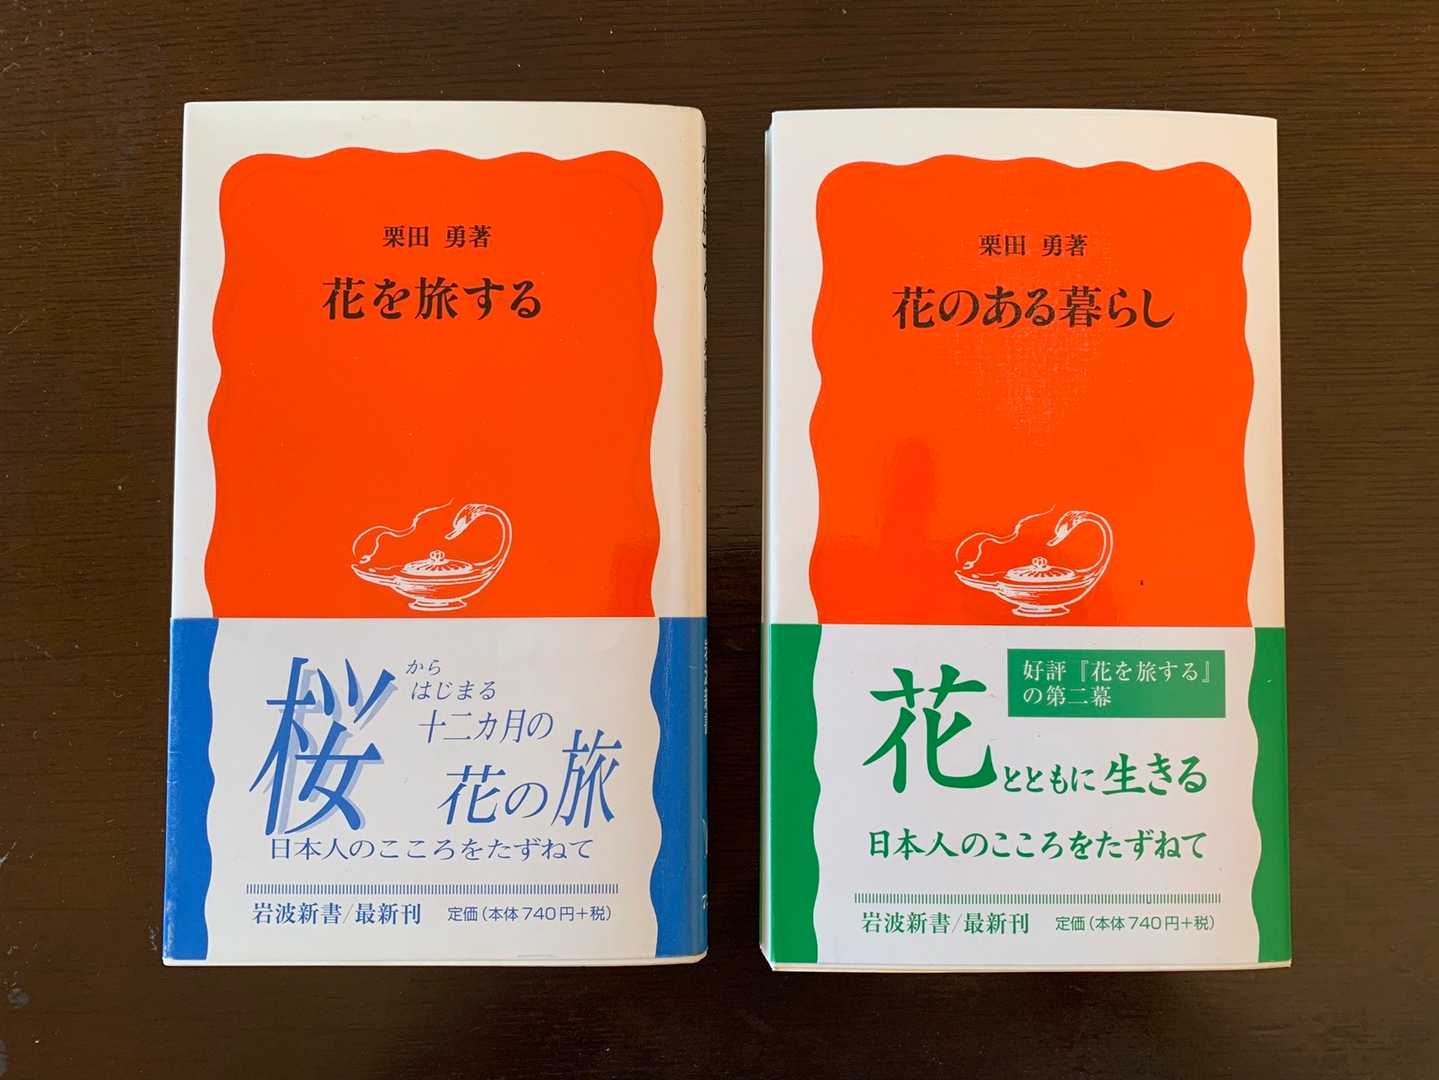 栗田 勇著
花を旅する
桜
から
はじまる
十二カ月の
花の旅
日本人のこころをたずねて
岩波新書/最新刊 定価(本体740円+税)
栗田 勇著
花のある暮らし
好評『花を旅する』
の第二幕
花とともに生きる
日本人のこころをたずねて
岩波新書/最新刊 定価(本体740円+税)